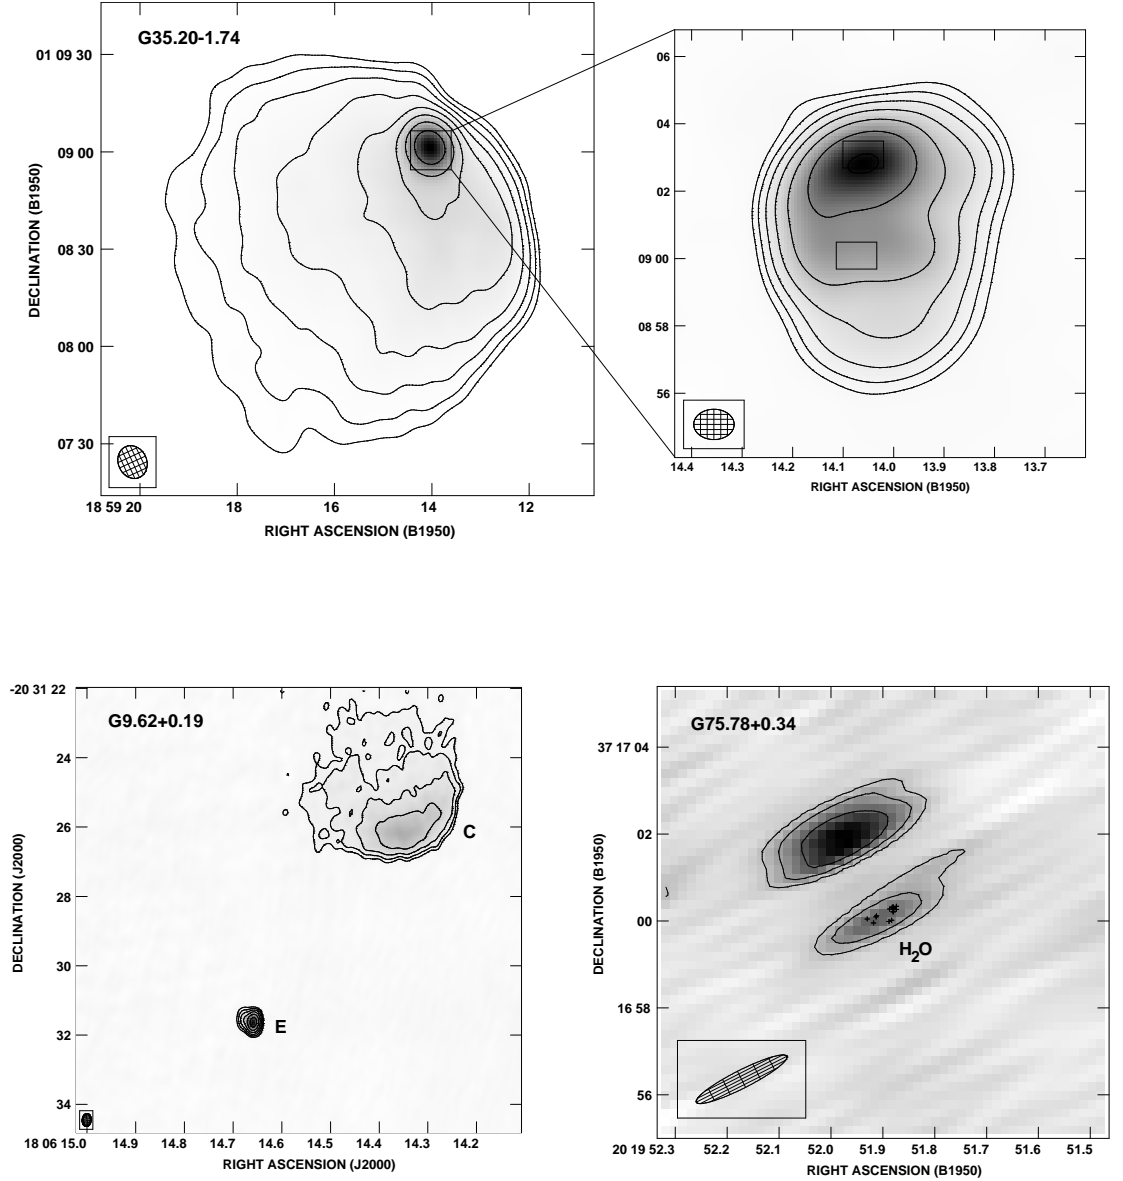 G35.20-1.74
01 09 30
09 00
08 30
08 00
07 30
DECLINATION (B1950)
18 59 20 18 16 14 12
RIGHT ASCENSION (B1950)
06
04
02
09 00
08 58
56
14.4 14.3 14.2 14.1 14.0 13.9 13.8 13.7
RIGHT ASCENSION (B1950)
G9.62+0.19
-20 31 22
24
26
28
30
32
34
DECLINATION (J2000)
C
E
18 06 15.0 14.9 14.8 14.7 14.6 14.5 14.4 14.3 14.2
RIGHT ASCENSION (J2000)
G75.78+0.34
37 17 04
02
00
16 58
56
DECLINATION (B1950)
H2O
20 19 52.3 52.2 52.1 52.0 51.9 51.8 51.7 51.6 51.5
RIGHT ASCENSION (B1950)